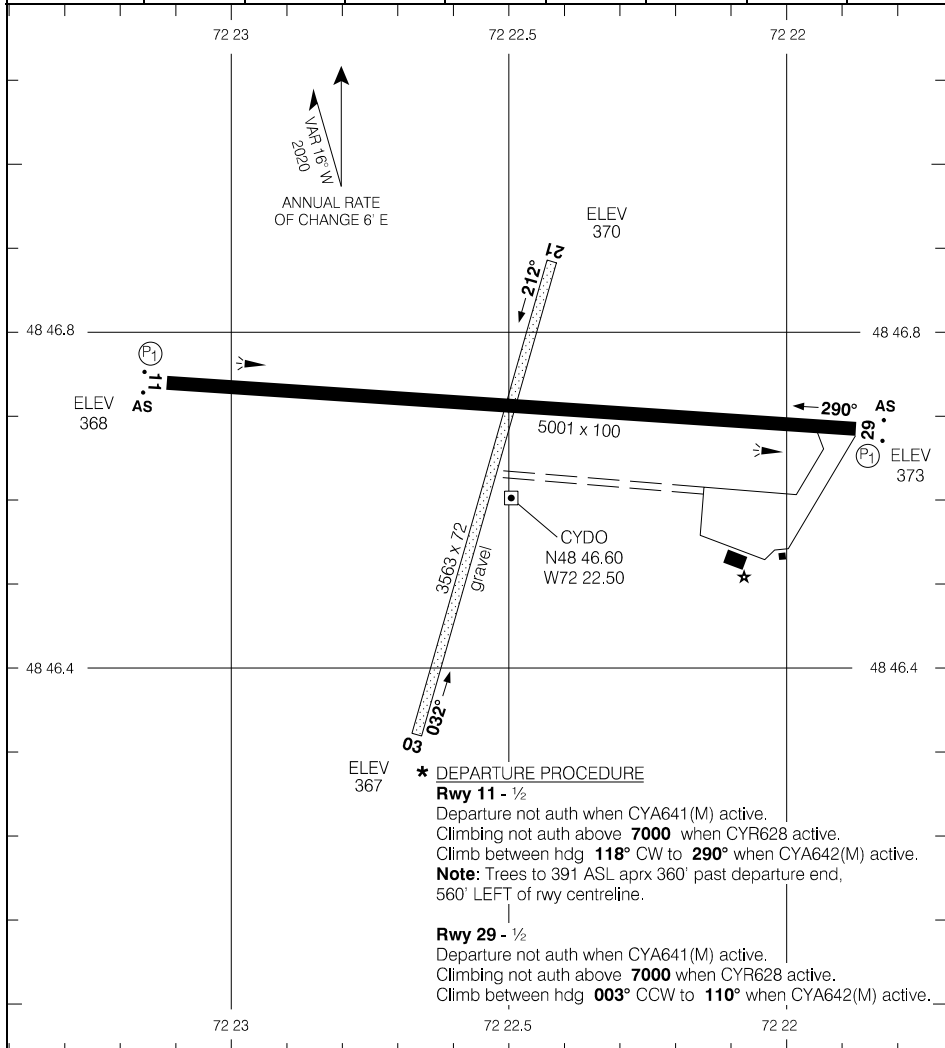 72 23
72 22.5
72 22
VAR 16° W
2020
ANNUAL RATE
OF CHANGE 6' E
ELEV
370
21
212°
48 46.8
48 46.8
P1
11
AS
ELEV
368
290°
AS
29
P1
ELEV
373
5001 x 100
3563 x 72
gravel
CYDO
N48 46.60
W72 22.50
48 46.4
48 46.4
032°
03
ELEV
367
* DEPARTURE PROCEDURE
Rwy 11 - ½
Departure not auth when CYA641(M) active.
Climbing not auth above 7000 when CYR628 active.
Climb between hdg 118° CW to 290° when CYA642(M) active.
Note: Trees to 391 ASL aprx 360' past departure end,
560' LEFT of rwy centreline.
Rwy 29 - ½
Departure not auth when CYA641(M) active.
Climbing not auth above 7000 when CYR628 active.
Climb between hdg 003° CCW to 110° when CYA642(M) active.
72 23
72 22.5
72 22